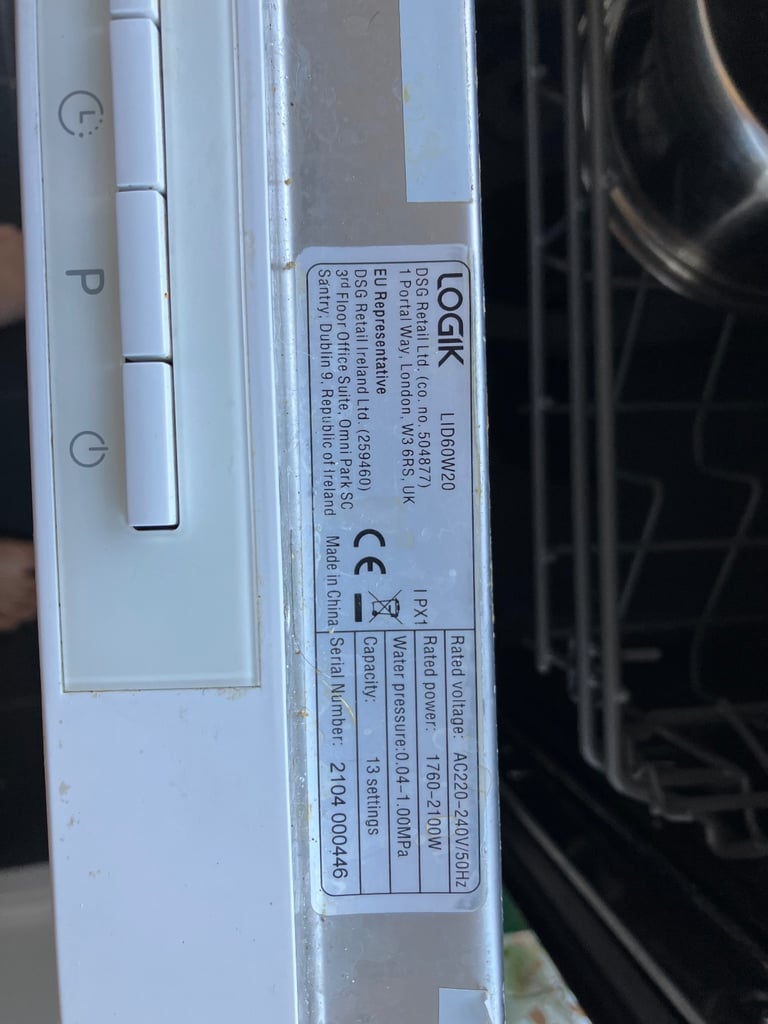 LOGIK
LID60W20
DSG Retail Ltd. (co. no. 504877)
1 Portal Way, London, W3 6RS, UK
IPX1
EU Representative
DSG Retail Ireland Ltd. (259460)
3rd Floor Office Suite, Omni Park SC
Santry, Dublin 9, Republic of Ireland
CE
Made in China
Rated voltage: AC220-240V/50Hz
Rated power: 1760-2100W
Water pressure:0.04-1.00MPa
Capacity: 13 settings
Serial Number: 2104 000446
P